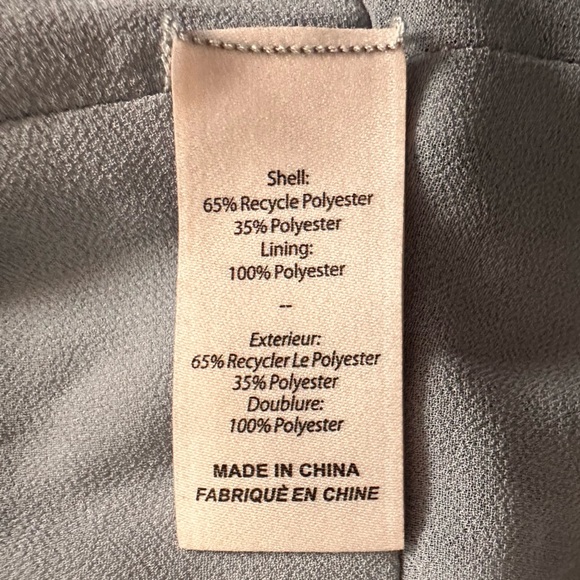 Shell:
65% Recycle Polyester
35% Polyester
Lining:
100% Polyester
--
Exterieur:
65% Recycler Le Polyester
35% Polyester
Doublure:
100% Polyester
MADE IN CHINA
FABRIQUÈ EN CHINE